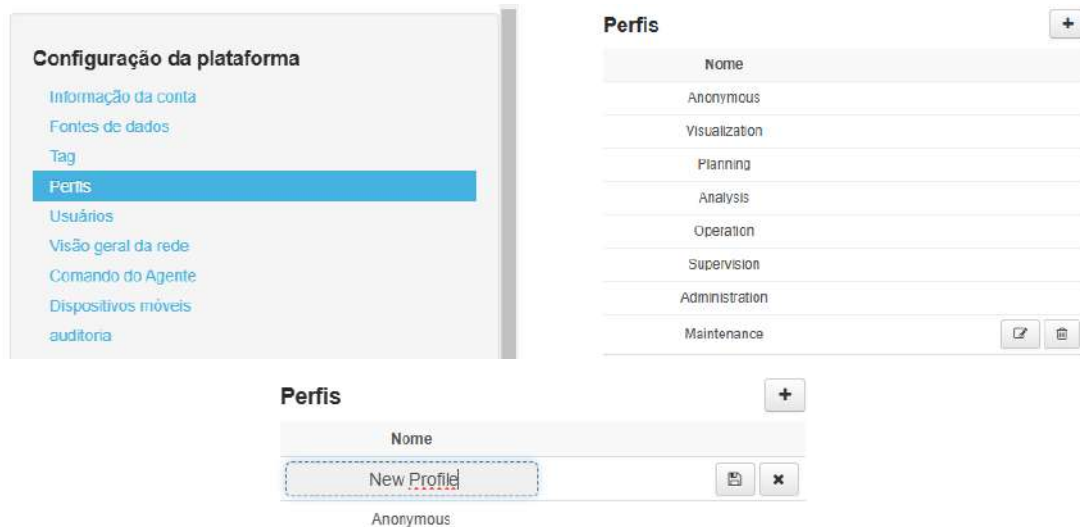 Configuração da plataforma
Informação da conta
Fontes de dados
Tag
Perfis
Usuários
Visão geral da rede
Comando do Agente
Dispositivos móveis
auditoria
Perfis
Nome
Anonymous
Visualization
Planning
Analysis
Operation
Supervision
Administration
Maintenance
Perfis
Nome
New Profile
Anonymous